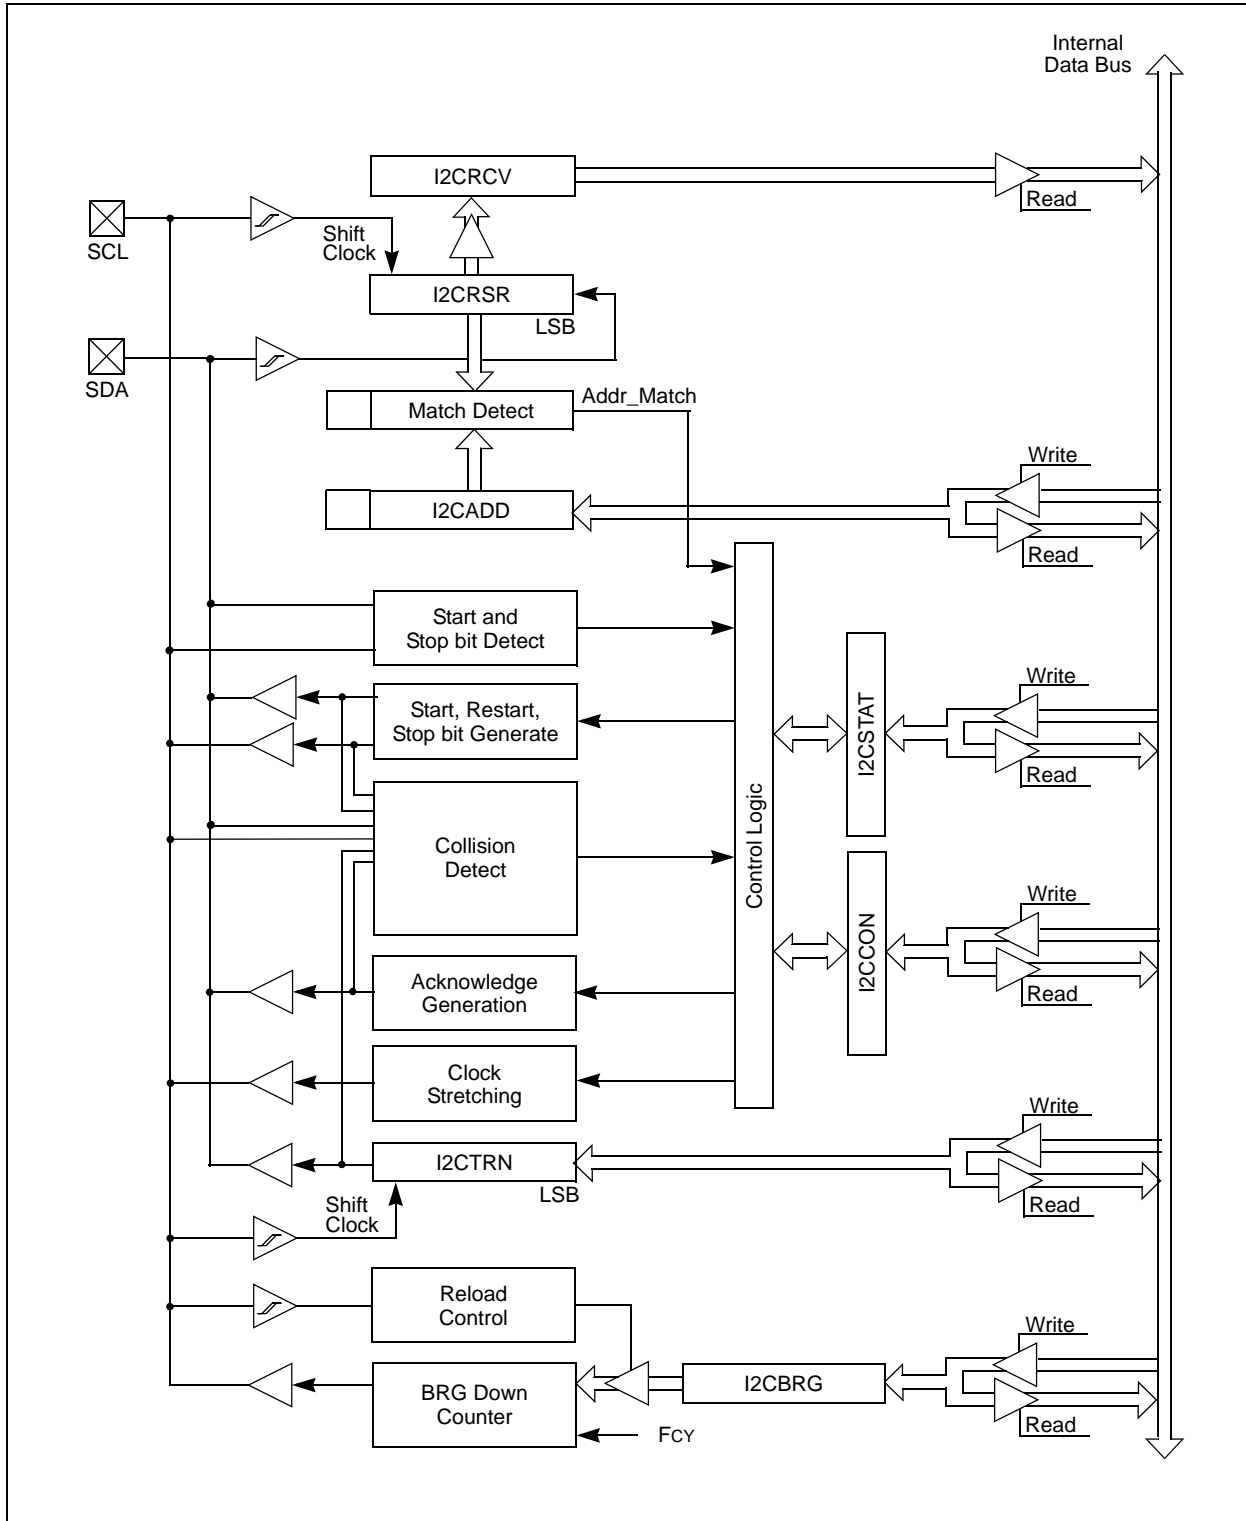 Internal
Data Bus
I2CRCV
Read
SCL
Shift
Clock
I2CRSR
LSB
SDA
Match Detect
Addr_Match
Write
I2CADD
Read
Start and
Stop bit Detect
Write
Start, Restart,
Stop bit Generate
I2CSTAT
Read
Collision
Detect
Control Logic
Write
I2CCON
Read
Acknowledge
Generation
Clock
Stretching
Write
I2CTRN
LSB
Read
Shift
Clock
Reload
Control
Write
I2CBRG
BRG Down
Counter
Read
FCY